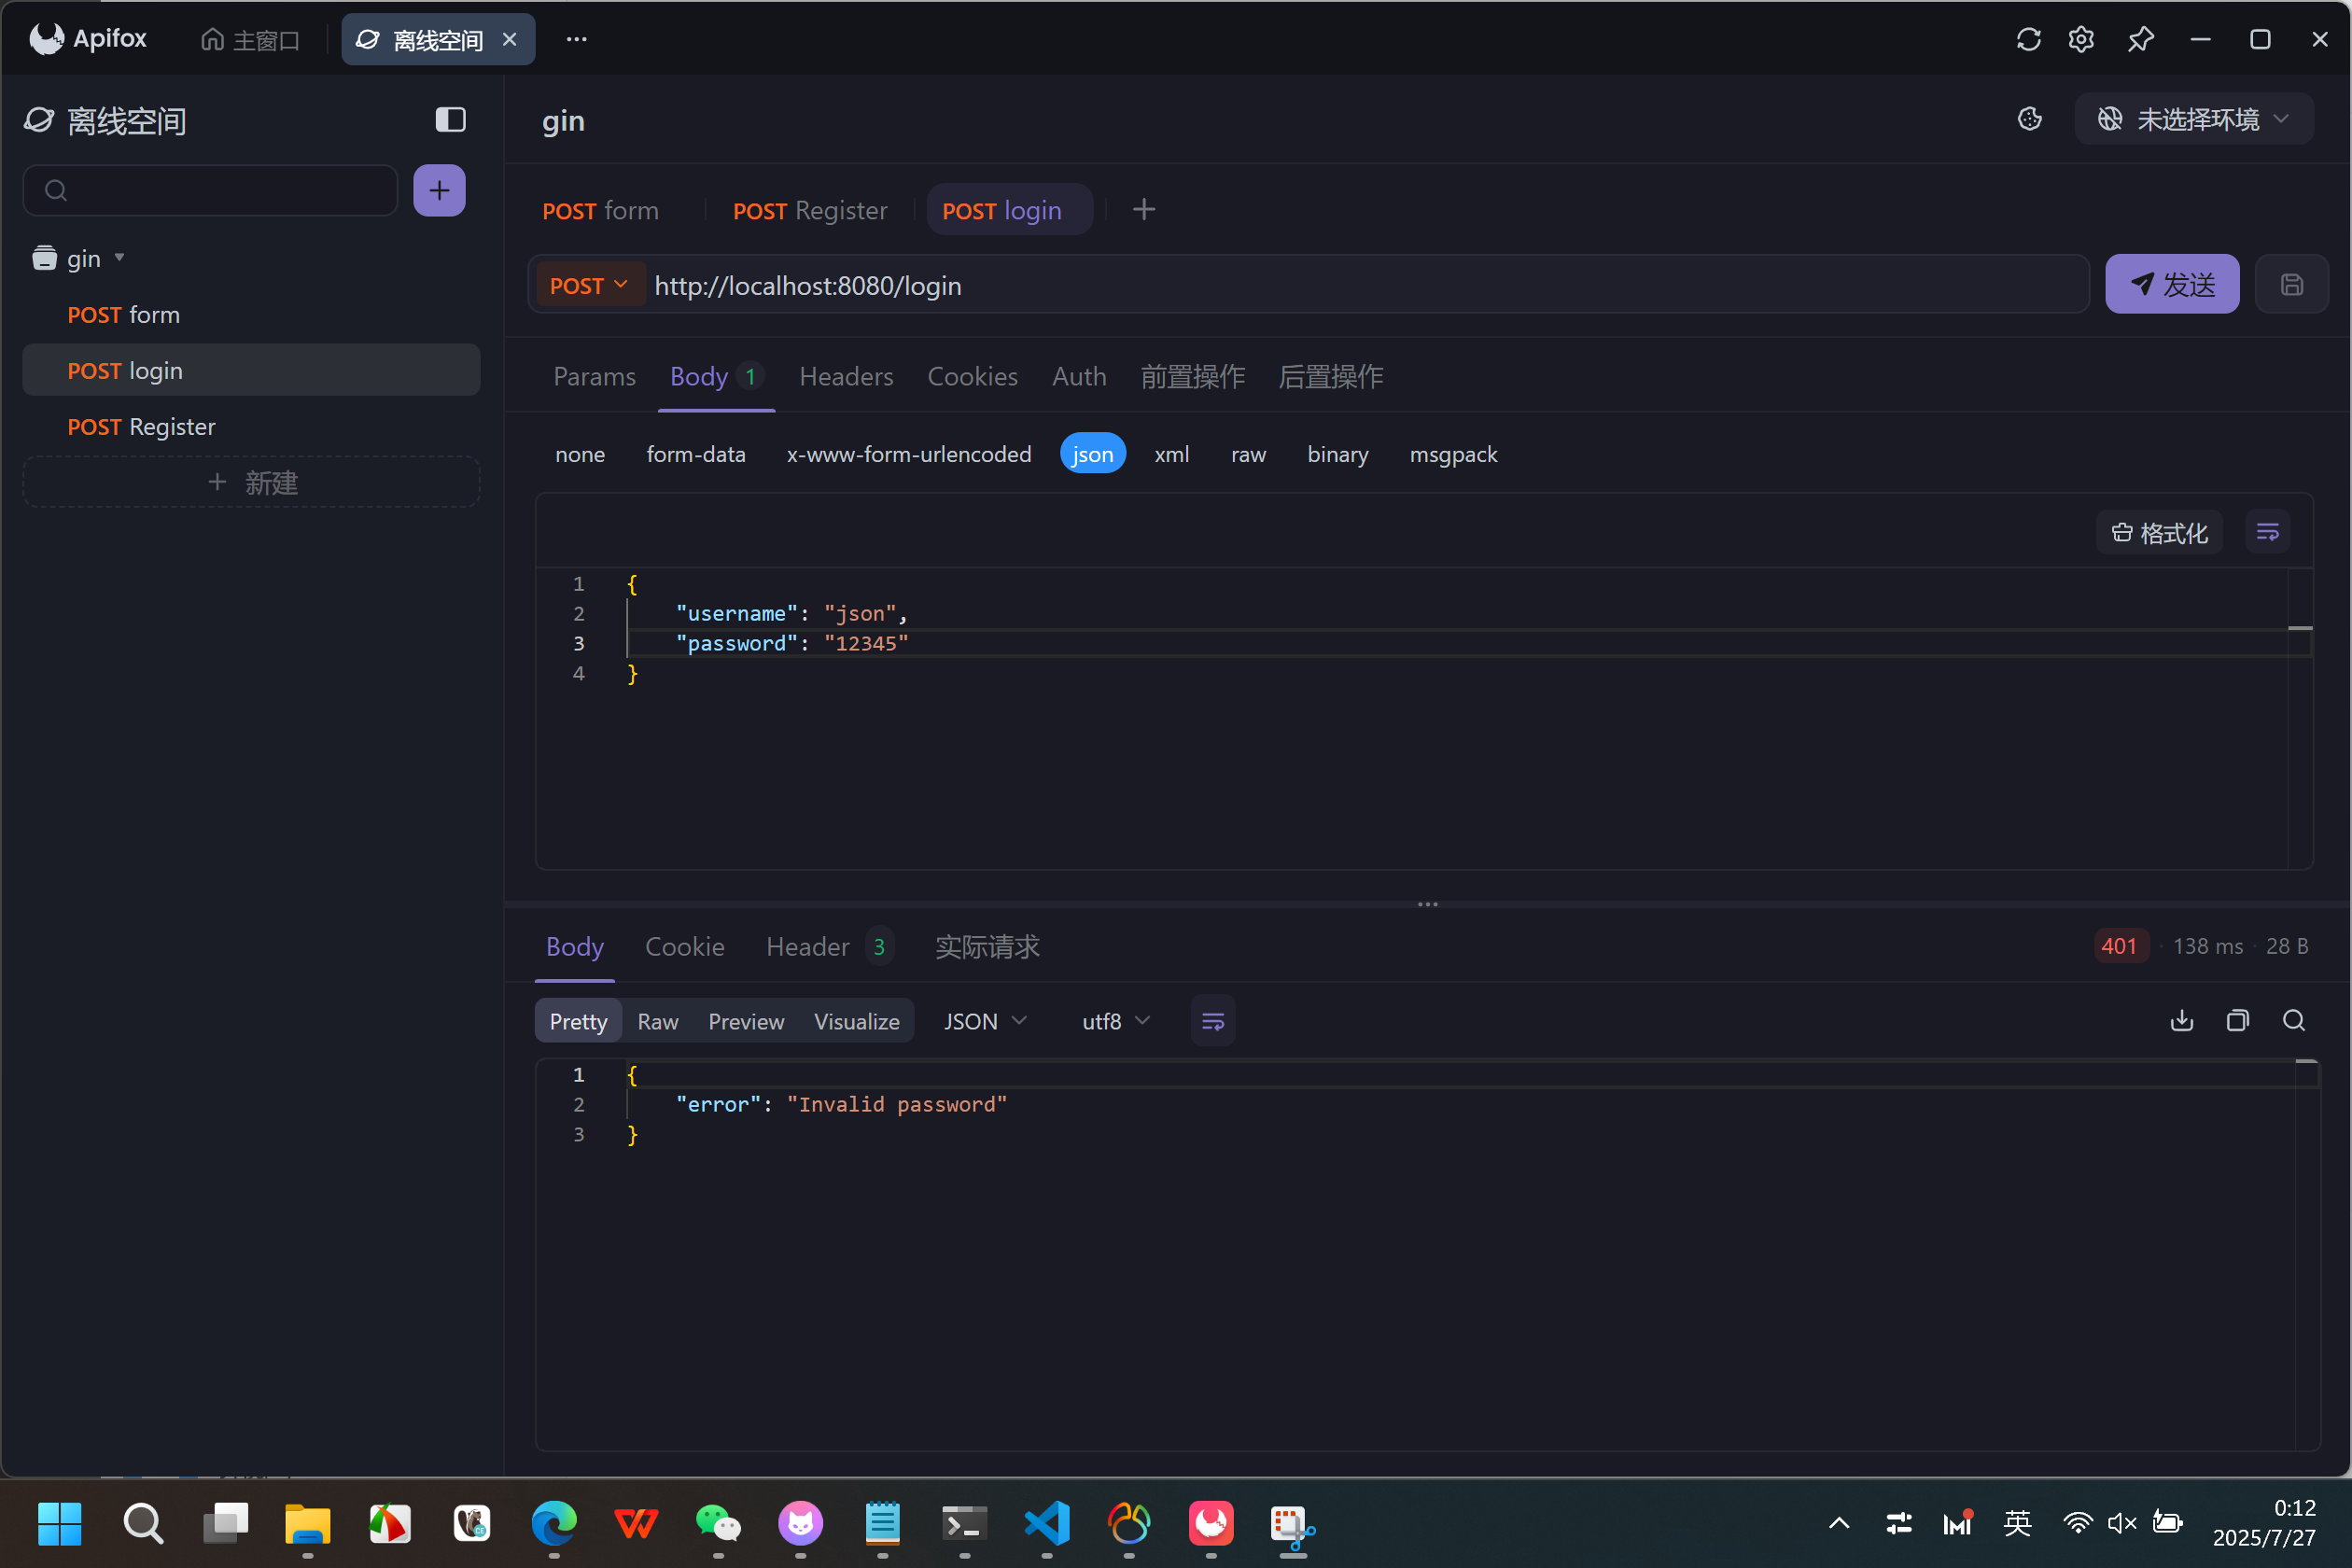 Apifox 主窗口 离线空间
离线空间
gin
未选择环境
gin
POST form
POST login
POST Register
新建
POST form POST Register POST login
POST http://localhost:8080/login 发送
Params Body 1 Headers Cookies Auth 前置操作 后置操作
none form-data x-www-form-urlencoded json xml raw binary msgpack
格式化
1 {
2 "username": "json",
3 "password": "12345"
4 }
Body Cookie Header 3 实际请求 401 · 138 ms · 28 B
Pretty Raw Preview Visualize JSON utf8
1 {
2 "error": "Invalid password"
3 }
英
0:12
2025/7/27